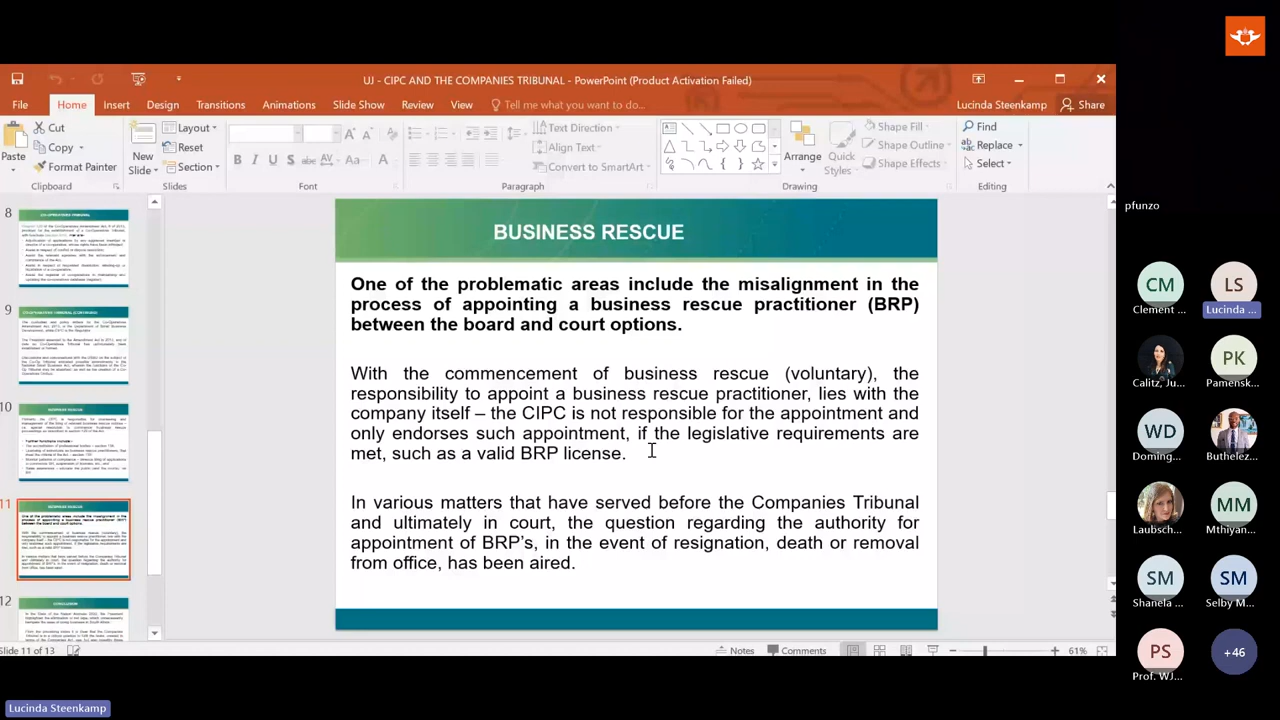 UJ - CIPC AND THE COMPANIES TRIBUNAL - PowerPoint (Product Activation Failed)
File Home Insert Design Slide Show Transitions Animations Review View Tell me what you want to do... Lucinda Steenkamp Share
Cut
Copy
Format Painter
Paste
Clipboard
New
Slide
Layout
Reset
Section
Slides
B I U S abc AV Aa A
Font
Text Direction
Align Text
Convert to SmartArt
Paragraph
Arrange
Quick
Styles
Shape Fill
Shape Outline
Shape Effects
Drawing
Find
Replace
Select
Editing
8
9
10
11
12
BUSINESS RESCUE
One of the problematic areas include the misalignment in the
process of appointing a business rescue practitioner (BRP)
between the board and court options.
With the commencement of business rescue (voluntary), the
responsibility to appoint a business rescue practitioner, lies with the
company itself – the CIPC is not responsible for the appointment and
only endorses an appointment, if the legislative requirements are
met, such as a valid BRP license.
In various matters that have served before the Companies Tribunal
and ultimately in court, the question regarding the authority for
appointment of BRP's in the event of resignation, death or removal
from office, has been aired.
CONCLUSION
Slide 11 of 13
Notes
Comments
61%
Lucinda Steenkamp
pfunzo
CM
Clement ...
LS
Lucinda ...
Calitz, Ju...
PK
Pamensk...
WD
Doming...
Buthelez...
Laubsch...
MM
Mthiyan...
SM
Shanela ...
SM
Selby M...
PS
Prof. WJ...
+46